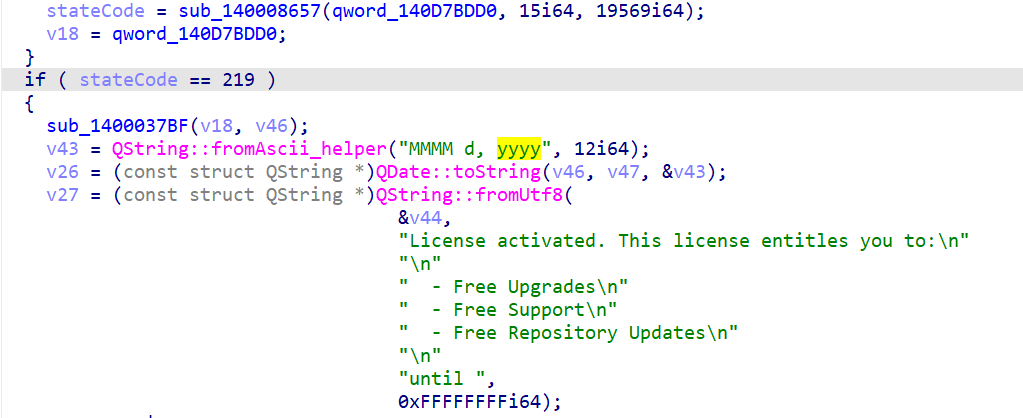 stateCode = sub_140008657(qword_140D7BDD0, 15i64, 19569i64);
v18 = qword_140D7BDD0;
}
if ( stateCode == 219 )
{
sub_1400037BF(v18, v46);
v43 = QString::fromAscii_helper("MMMM d, yyyy", 12i64);
v26 = (const struct QString *)QDate::toString(v46, v47, &v43);
v27 = (const struct QString *)QString::fromUtf8(
&v44,
"License activated. This license entitles you to:\n"
"\n"
"  - Free Upgrades\n"
"  - Free Support\n"
"  - Free Repository Updates\n"
"\n"
"until ",
0xFFFFFFFFi64);